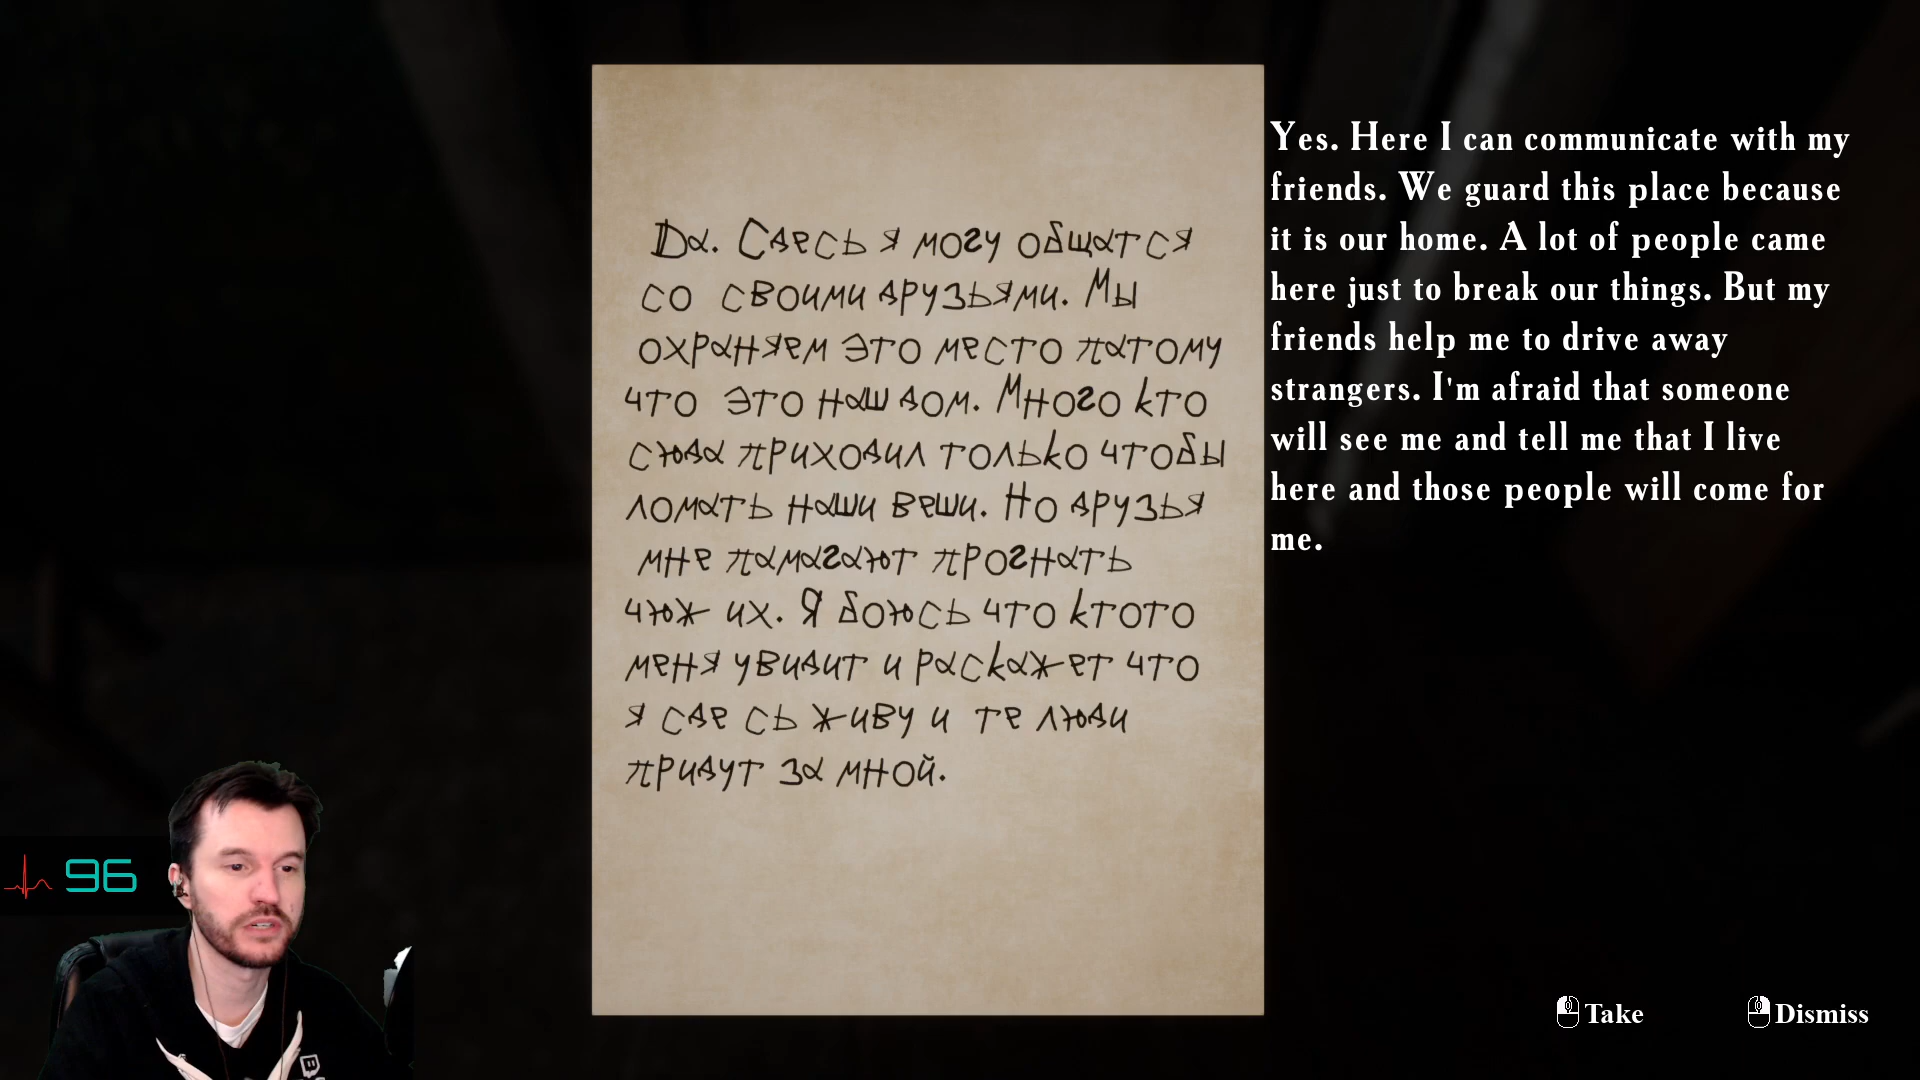 Да. Сдесь я могу общатся
со своими друзьями. Мы
охраняем это место патому
что это наш дом. Много кто
сюда приходил только чтобы
ломать наши веши. Но друзья
мне памагают прогнать
чюж их. Я боюсь что ктото
меня увидит и раскажет что
я сде сь живу и те люди
придут за мной.
Yes. Here I can communicate with my
friends. We guard this place because
it is our home. A lot of people came
here just to break our things. But my
friends help me to drive away
strangers. I'm afraid that someone
will see me and tell me that I live
here and those people will come for
me.
96
Take
Dismiss